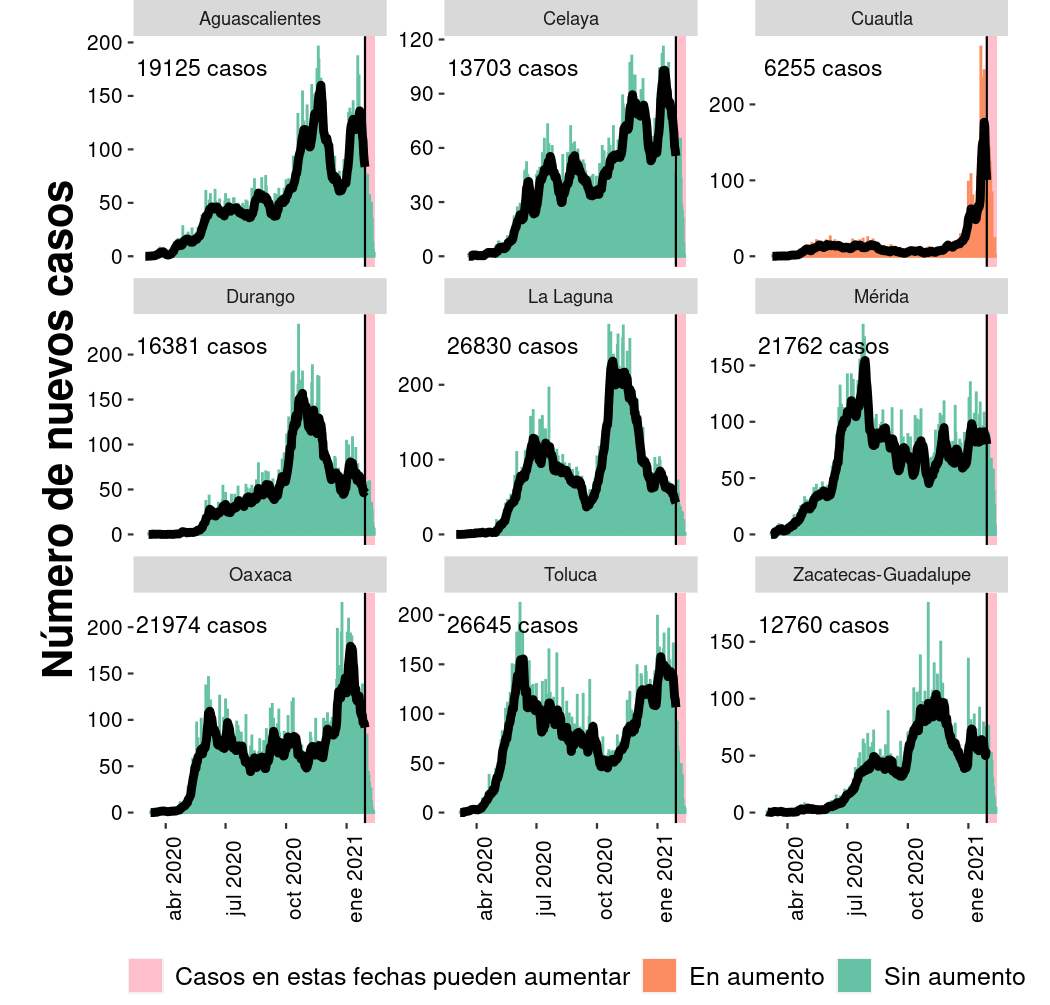 Número de nuevos casos
Aguascalientes
19125 casos
200
150
100
50
0
Celaya
13703 casos
120
90
60
30
0
Cuautla
6255 casos
200
100
0
Durango
16381 casos
200
150
100
50
0
La Laguna
26830 casos
200
100
0
Mérida
21762 casos
150
100
50
0
Oaxaca
21974 casos
200
150
100
50
0
Toluca
26645 casos
200
150
100
50
0
Zacatecas-Guadalupe
12760 casos
150
100
50
0
abr 2020
jul 2020
oct 2020
ene 2021
abr 2020
jul 2020
oct 2020
ene 2021
abr 2020
jul 2020
oct 2020
ene 2021
Casos en estas fechas pueden aumentar
En aumento
Sin aumento